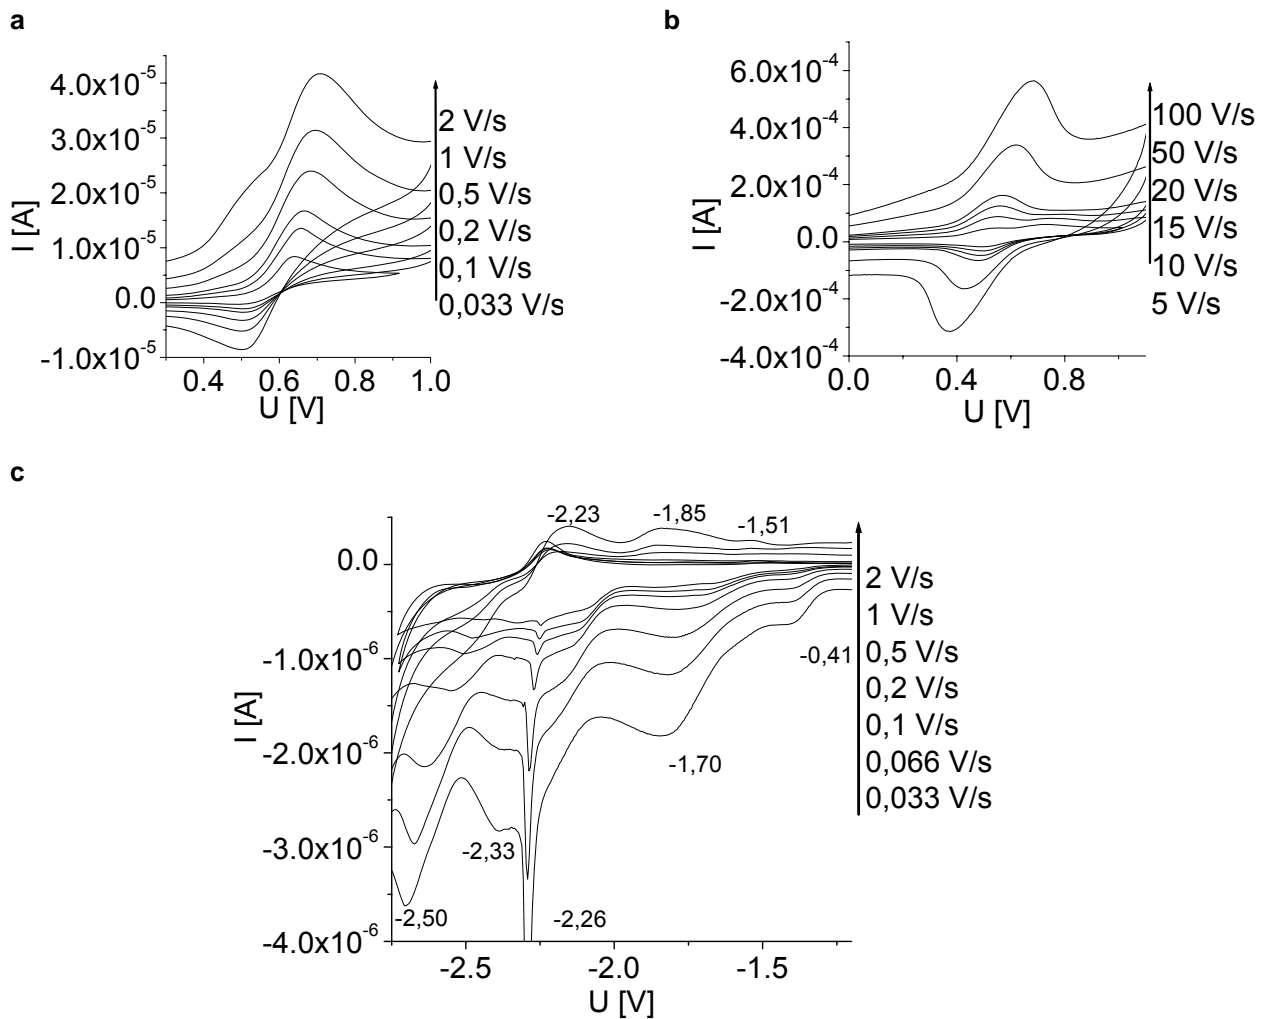 a
I [A]
4.0x10⁻⁵
3.0x10⁻⁵
2.0x10⁻⁵
1.0x10⁻⁵
0.0
-1.0x10⁻⁵
0.4 0.6 0.8 1.0
U [V]
2 V/s
1 V/s
0,5 V/s
0,2 V/s
0,1 V/s
0,033 V/s
b
I [A]
6.0x10⁻⁴
4.0x10⁻⁴
2.0x10⁻⁴
0.0
-2.0x10⁻⁴
-4.0x10⁻⁴
0.0 0.4 0.8
U [V]
100 V/s
50 V/s
20 V/s
15 V/s
10 V/s
5 V/s
c
I [A]
0.0
-1.0x10⁻⁶
-2.0x10⁻⁶
-3.0x10⁻⁶
-4.0x10⁻⁶
-2,23 -1,85 -1,51
-0,41
-1,70
-2,33
-2,50 -2,26
-2.5 -2.0 -1.5
U [V]
2 V/s
1 V/s
0,5 V/s
0,2 V/s
0,1 V/s
0,066 V/s
0,033 V/s